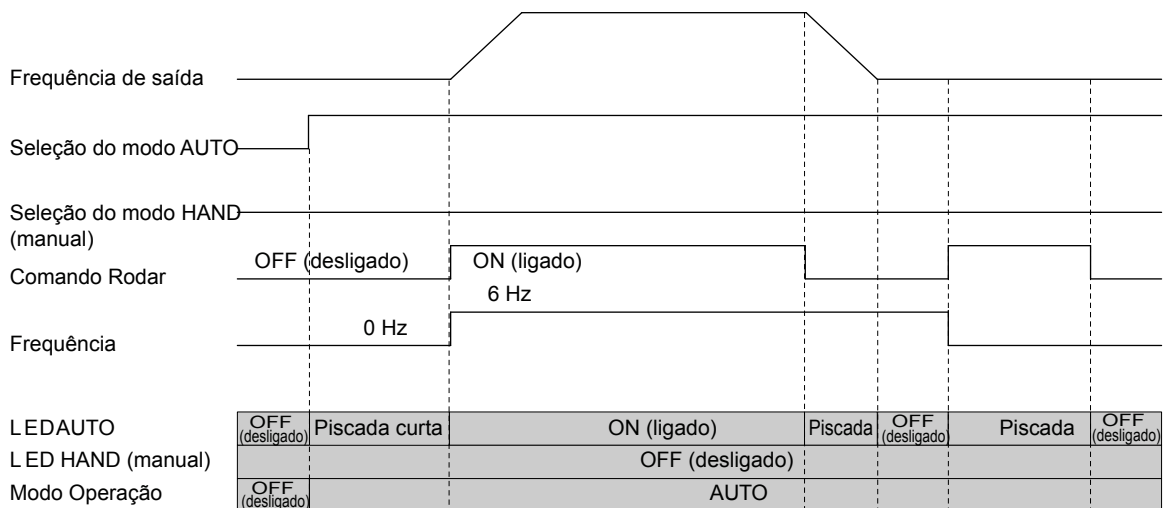 Frequência de saída
Seleção do modo AUTO
Seleção do modo HAND
(manual)
OFF (desligado) ON (ligado)
Comando Rodar
6 Hz
0 Hz
Frequência
LEDAUTO OFF (desligado) Piscada curta ON (ligado) Piscada OFF (desligado) Piscada OFF (desligado)
LED HAND (manual) OFF (desligado)
Modo Operação OFF (desligado) AUTO